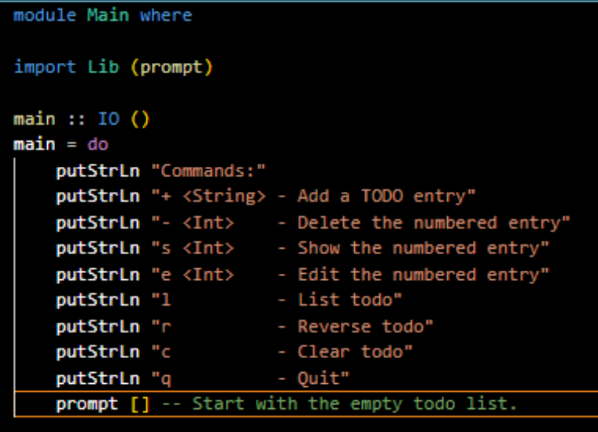 module Main where
import Lib (prompt)
main :: IO ()
main = do
    putStrLn "Commands:"
    putStrLn "+ <String> - Add a TODO entry"
    putStrLn "- <Int>    - Delete the numbered entry"
    putStrLn "s <Int>    - Show the numbered entry"
    putStrLn "e <Int>    - Edit the numbered entry"
    putStrLn "l          - List todo"
    putStrLn "r          - Reverse todo"
    putStrLn "c          - Clear todo"
    putStrLn "q          - Quit"
    prompt [] -- Start with the empty todo list.